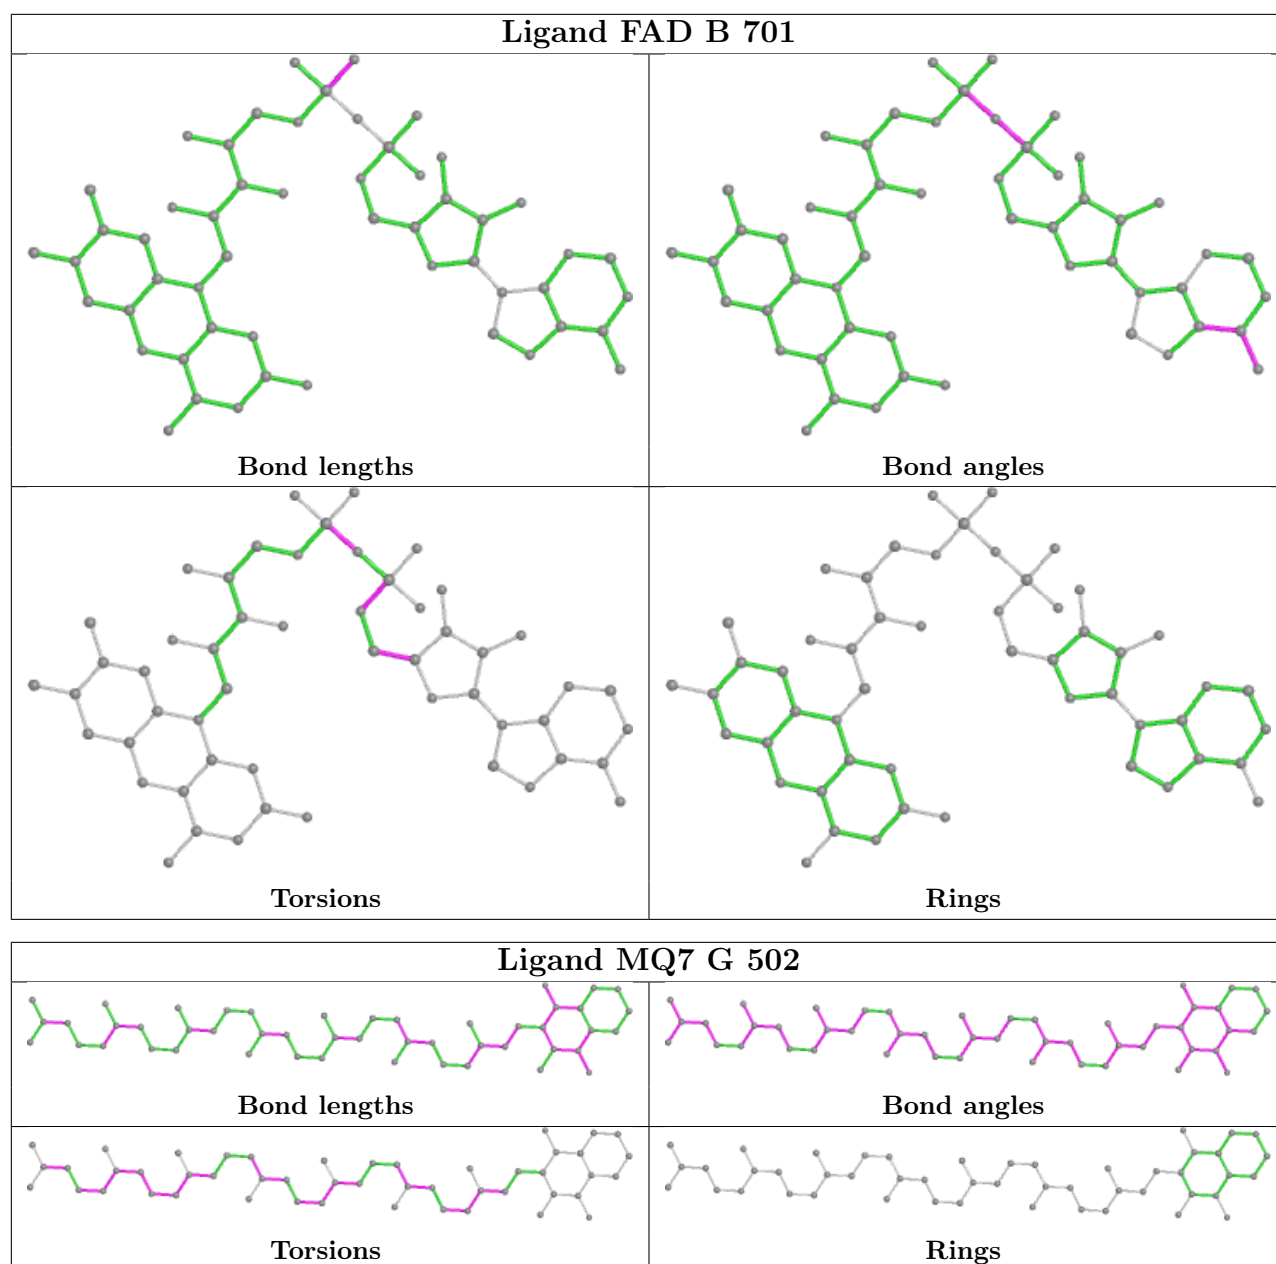 Ligand FAD B 701
Bond lengths
Bond angles
Torsions
Rings
Ligand MQ7 G 502
Bond lengths
Bond angles
Torsions
Rings